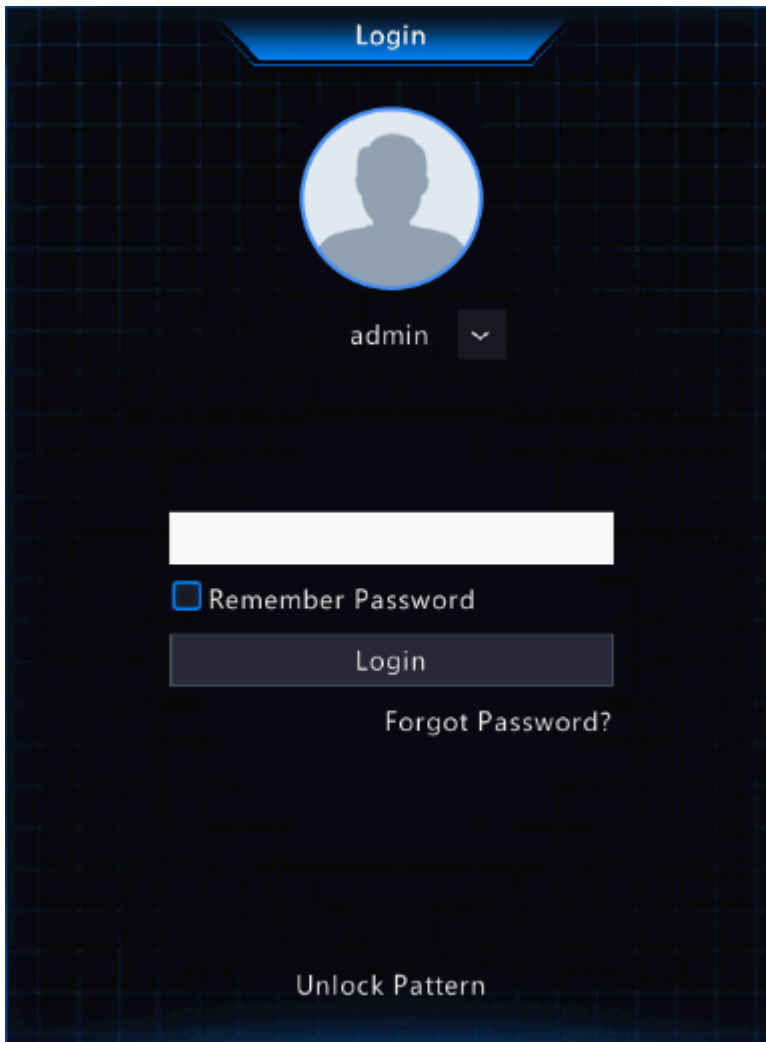 Login
admin
Remember Password
Login
Forgot Password?
Unlock Pattern